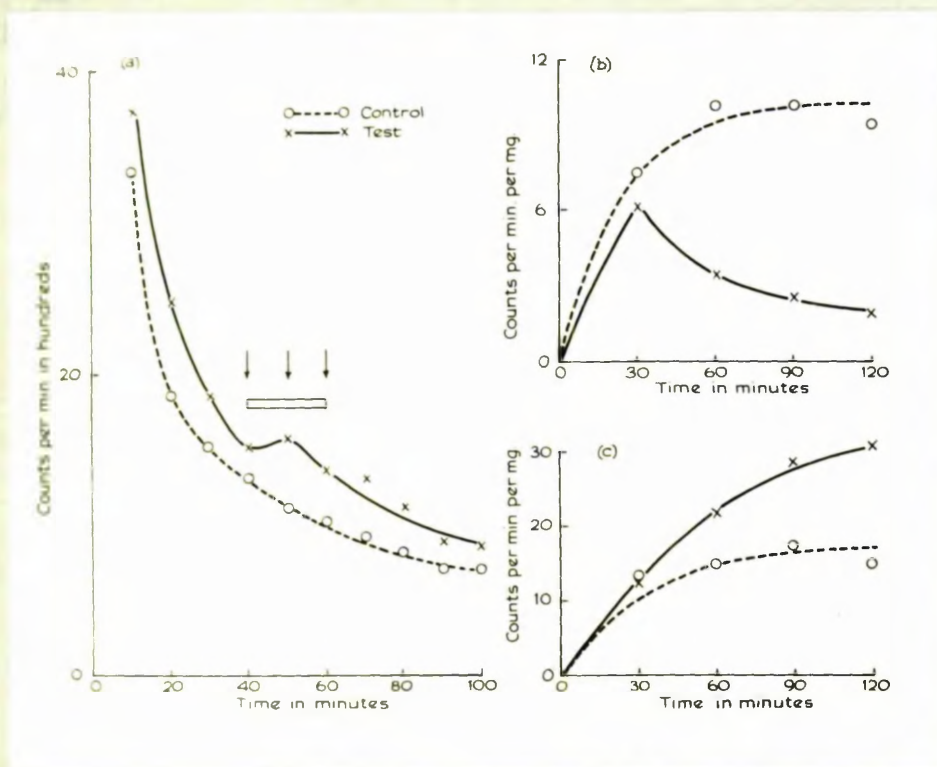 (a)
40
20
0
0 20 40 60 80 100
Time in minutes
Counts per min in hundreds
Control
Test
(b)
12
6
0
0 30 60 90 120
Time in minutes
Counts per min. per mg.
(c)
30
20
10
0
0 30 60 90 120
Time in minutes
Counts per min per mg.